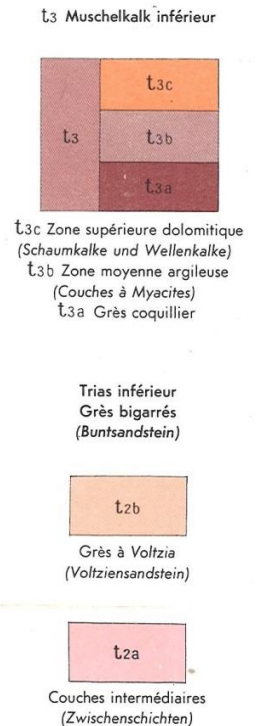 t3 Muschelkalk inférieur
t3c
t3 t3b
t3a
t3c Zone supérieure dolomitique
(Schaumkalke und Wellenkalke)
t3b Zone moyenne argileuse
(Couches à Myacites)
t3a Grès coquillier
Trias inférieur
Grès bigarrés
(Buntsandstein)
t2b
Grès à Voltzia
(Voltziensandstein)
t2a
Couches intermédiaires
(Zwischenschichten)